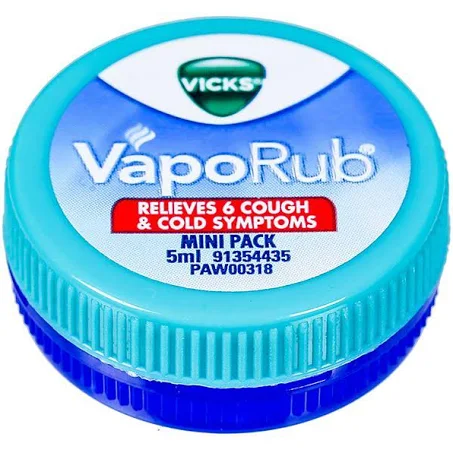 VICKS®
VapoRub®
RELIEVES 6 COUGH
& COLD SYMPTOMS
MINI PACK
5ml 91354435
PAW00318